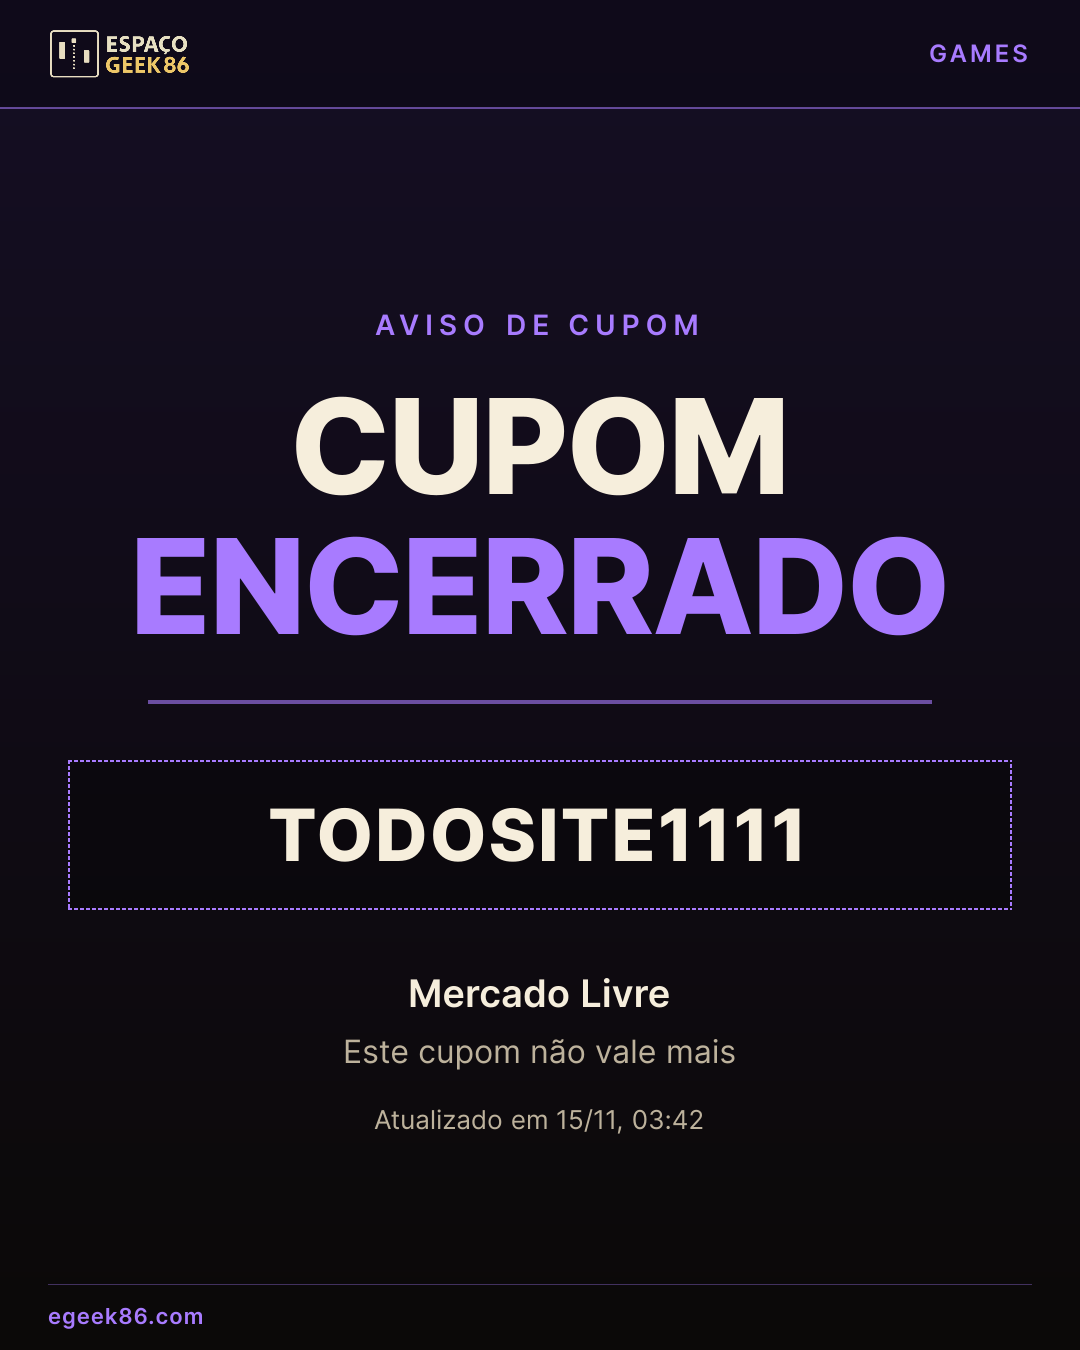 ESPAÇO
GEEK86
GAMES
AVISO DE CUPOM
CUPOM
ENCERRADO
TODOSITE1111
Mercado Livre
Este cupom não vale mais
Atualizado em 15/11, 03:42
egeek86.com